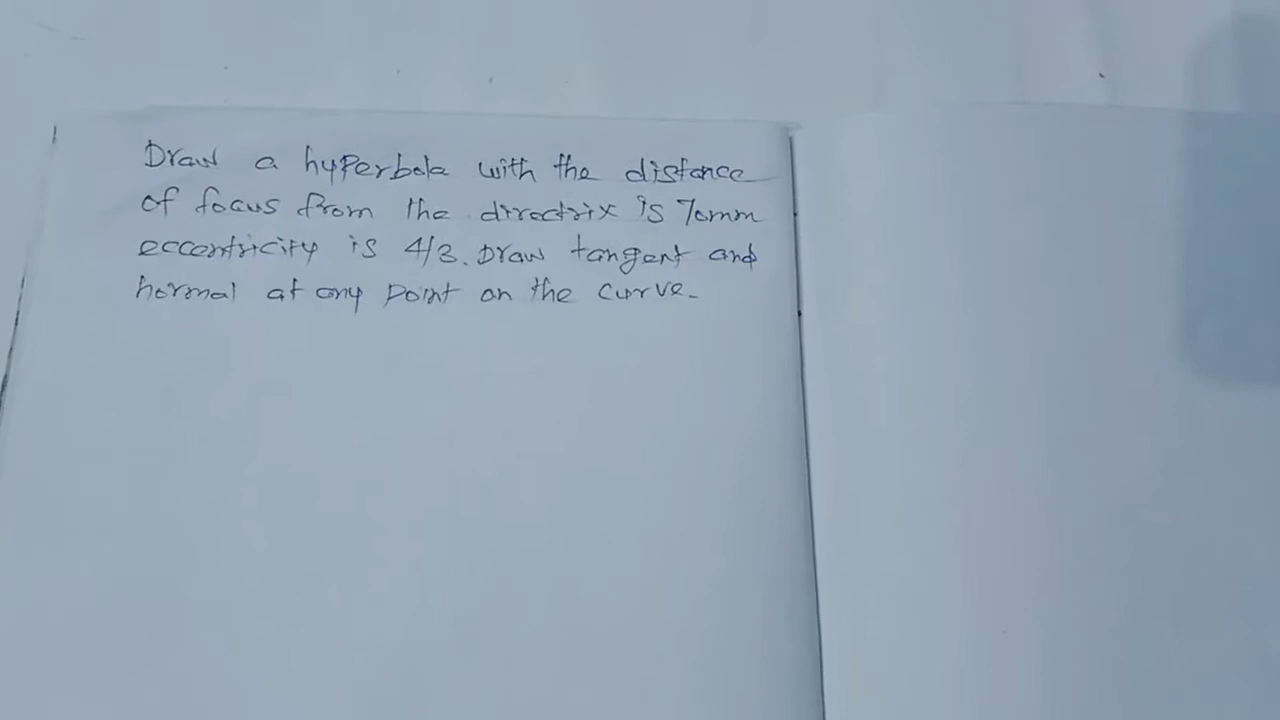 Draw a hyperbola with the distance
of focus from the directrix is 70mm
eccentricity is 4/3. Draw tangent and
normal at any point on the curve.